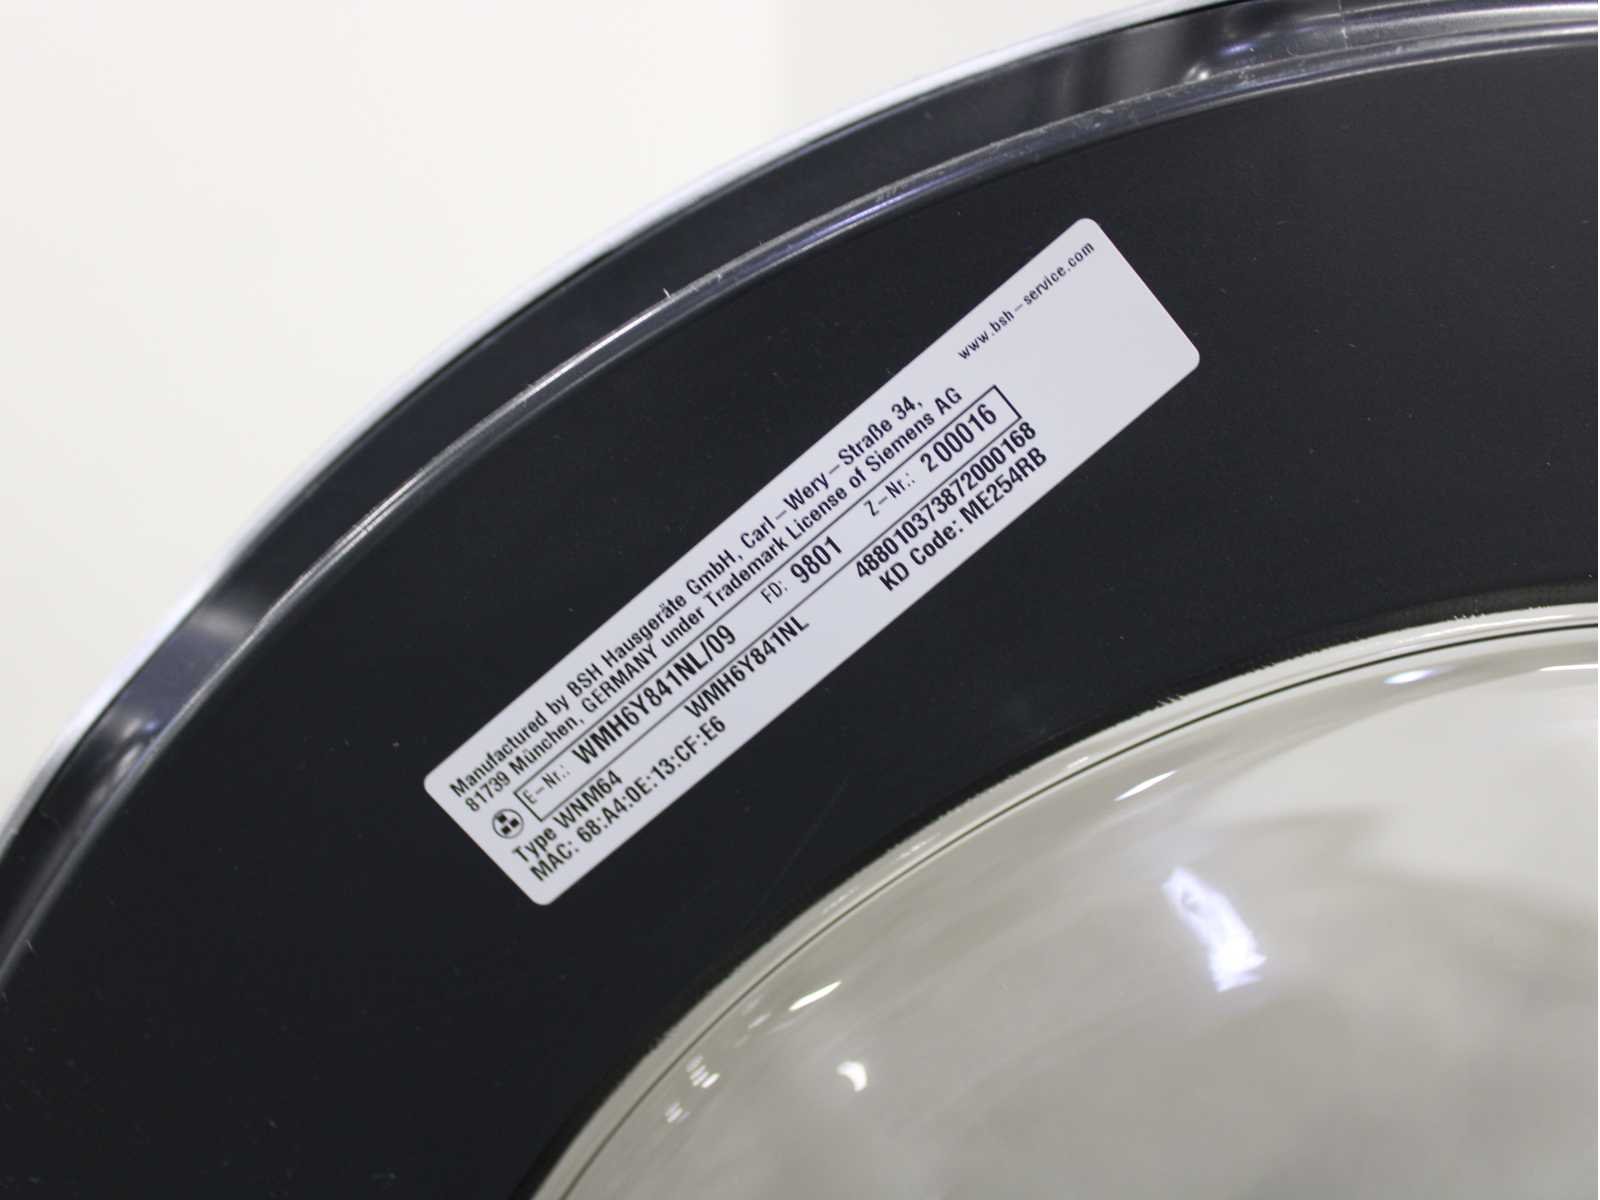 Manufactured by BSH Hausgeräte GmbH, Carl-Wery-Straße 34,
81739 München, GERMANY under Trademark License of Siemens AG
www.bsh-service.com
E-Nr.: WMH6Y841NL/09 FD: 9801 Z-Nr.: 200016
Type WNM64 WMH6Y841NL 488010373872000168
MAC: 68:A4:0E:13:CF:E6 KD Code: ME254RB